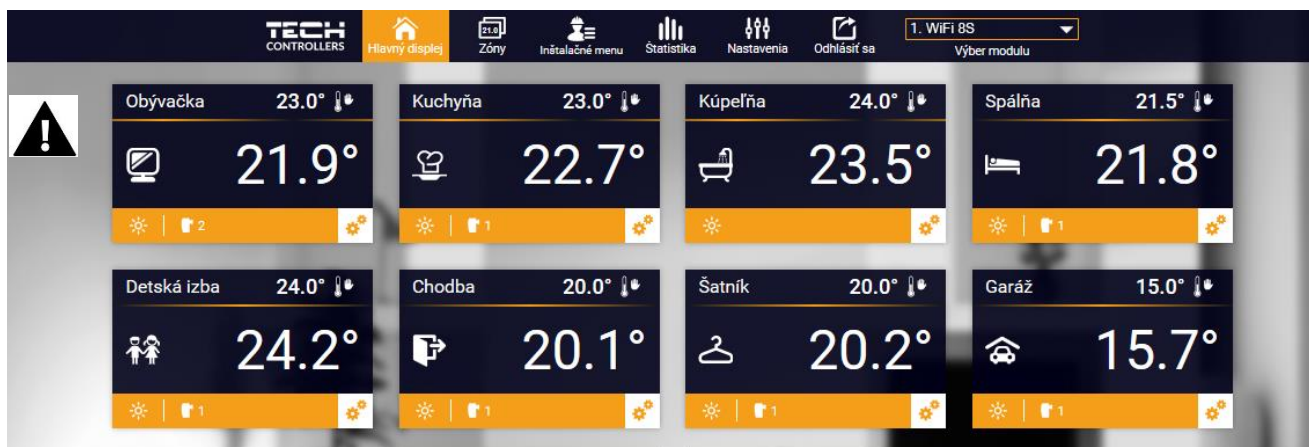 TECH
CONTROLLERS
Hlavný displej
21.0
Zóny
Inštalačné menu
Štatistika
Nastavenia
Odhlásiť sa
1. WiFi 8S
Výber modulu
Obývačka 23.0°
21.9°
2
Kuchyňa 23.0°
22.7°
1
Kúpeľňa 24.0°
23.5°
Spálňa 21.5°
21.8°
1
Detská izba 24.0°
24.2°
1
Chodba 20.0°
20.1°
1
Šatník 20.0°
20.2°
1
Garáž 15.0°
15.7°
1